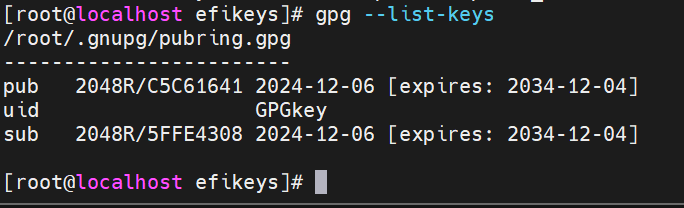 [root@localhost efikeys]# gpg --list-keys
/root/.gnupg/pubring.gpg
------------------------
pub   2048R/C5C61641 2024-12-06 [expires: 2034-12-04]
uid                  GPGkey
sub   2048R/5FFE4308 2024-12-06 [expires: 2034-12-04]
[root@localhost efikeys]#